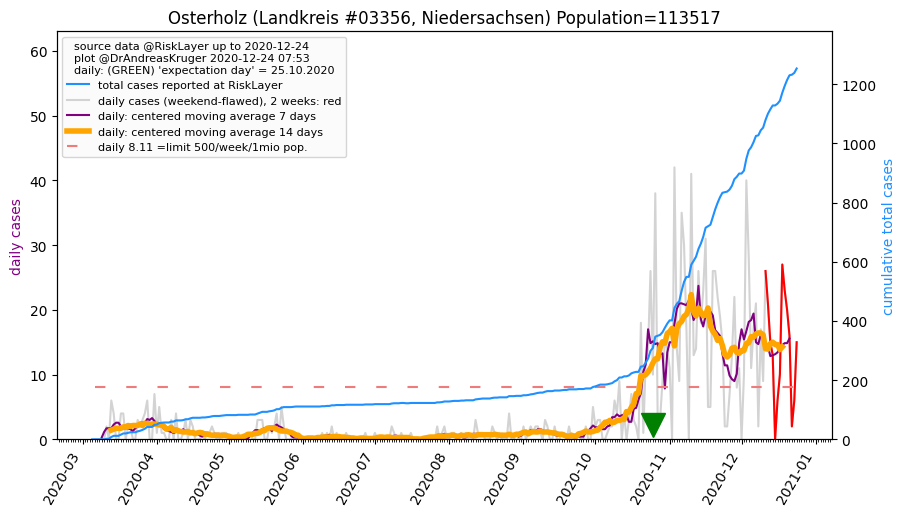 Osterholz (Landkreis #03356, Niedersachsen) Population=113517
source data @RiskLayer up to 2020-12-24
plot @DrAndreasKruger 2020-12-24 07:53
daily: (GREEN) 'expectation day' = 25.10.2020
total cases reported at RiskLayer
daily cases (weekend-flawed), 2 weeks: red
daily: centered moving average 7 days
daily: centered moving average 14 days
daily 8.11 =limit 500/week/1mio pop.
daily cases
60
50
40
30
20
10
0
cumulative total cases
1200
1000
800
600
400
200
0
2020-03
2020-04
2020-05
2020-06
2020-07
2020-08
2020-09
2020-10
2020-11
2020-12
2021-01